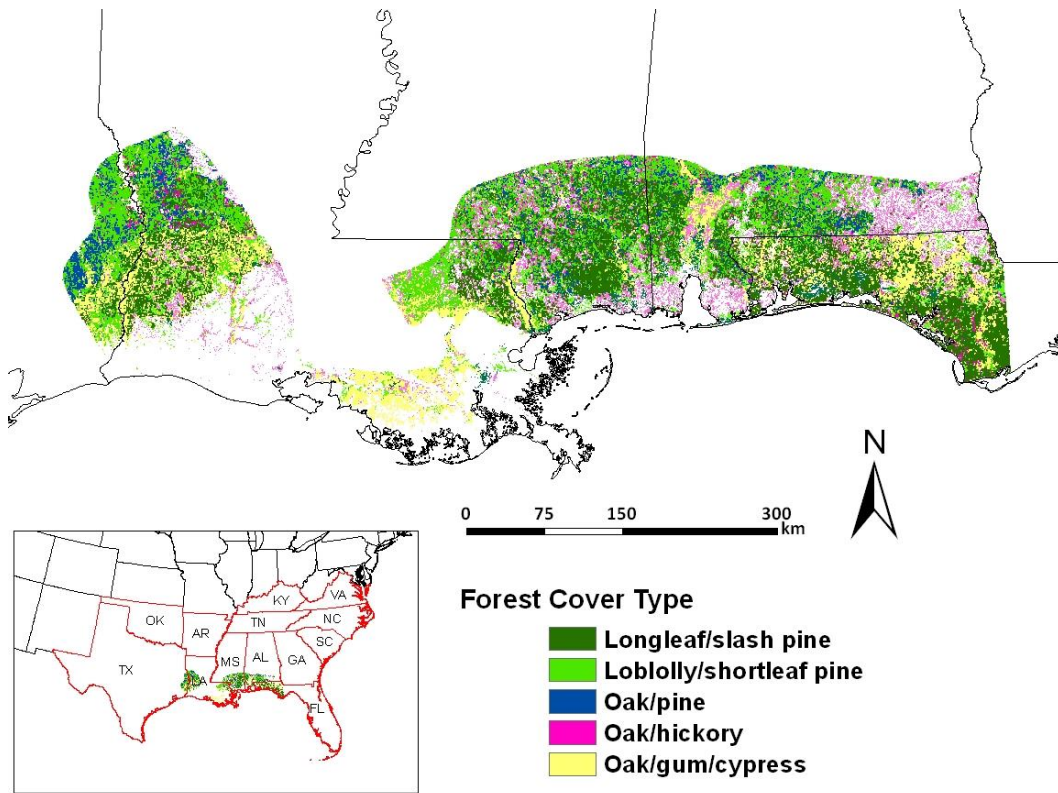 N
0 75 150 300
km
Forest Cover Type
Longleaf/slash pine
Loblolly/shortleaf pine
Oak/pine
Oak/hickory
Oak/gum/cypress
KY VA
OK TN NC
AR SC
TX MS AL GA
LA
FL